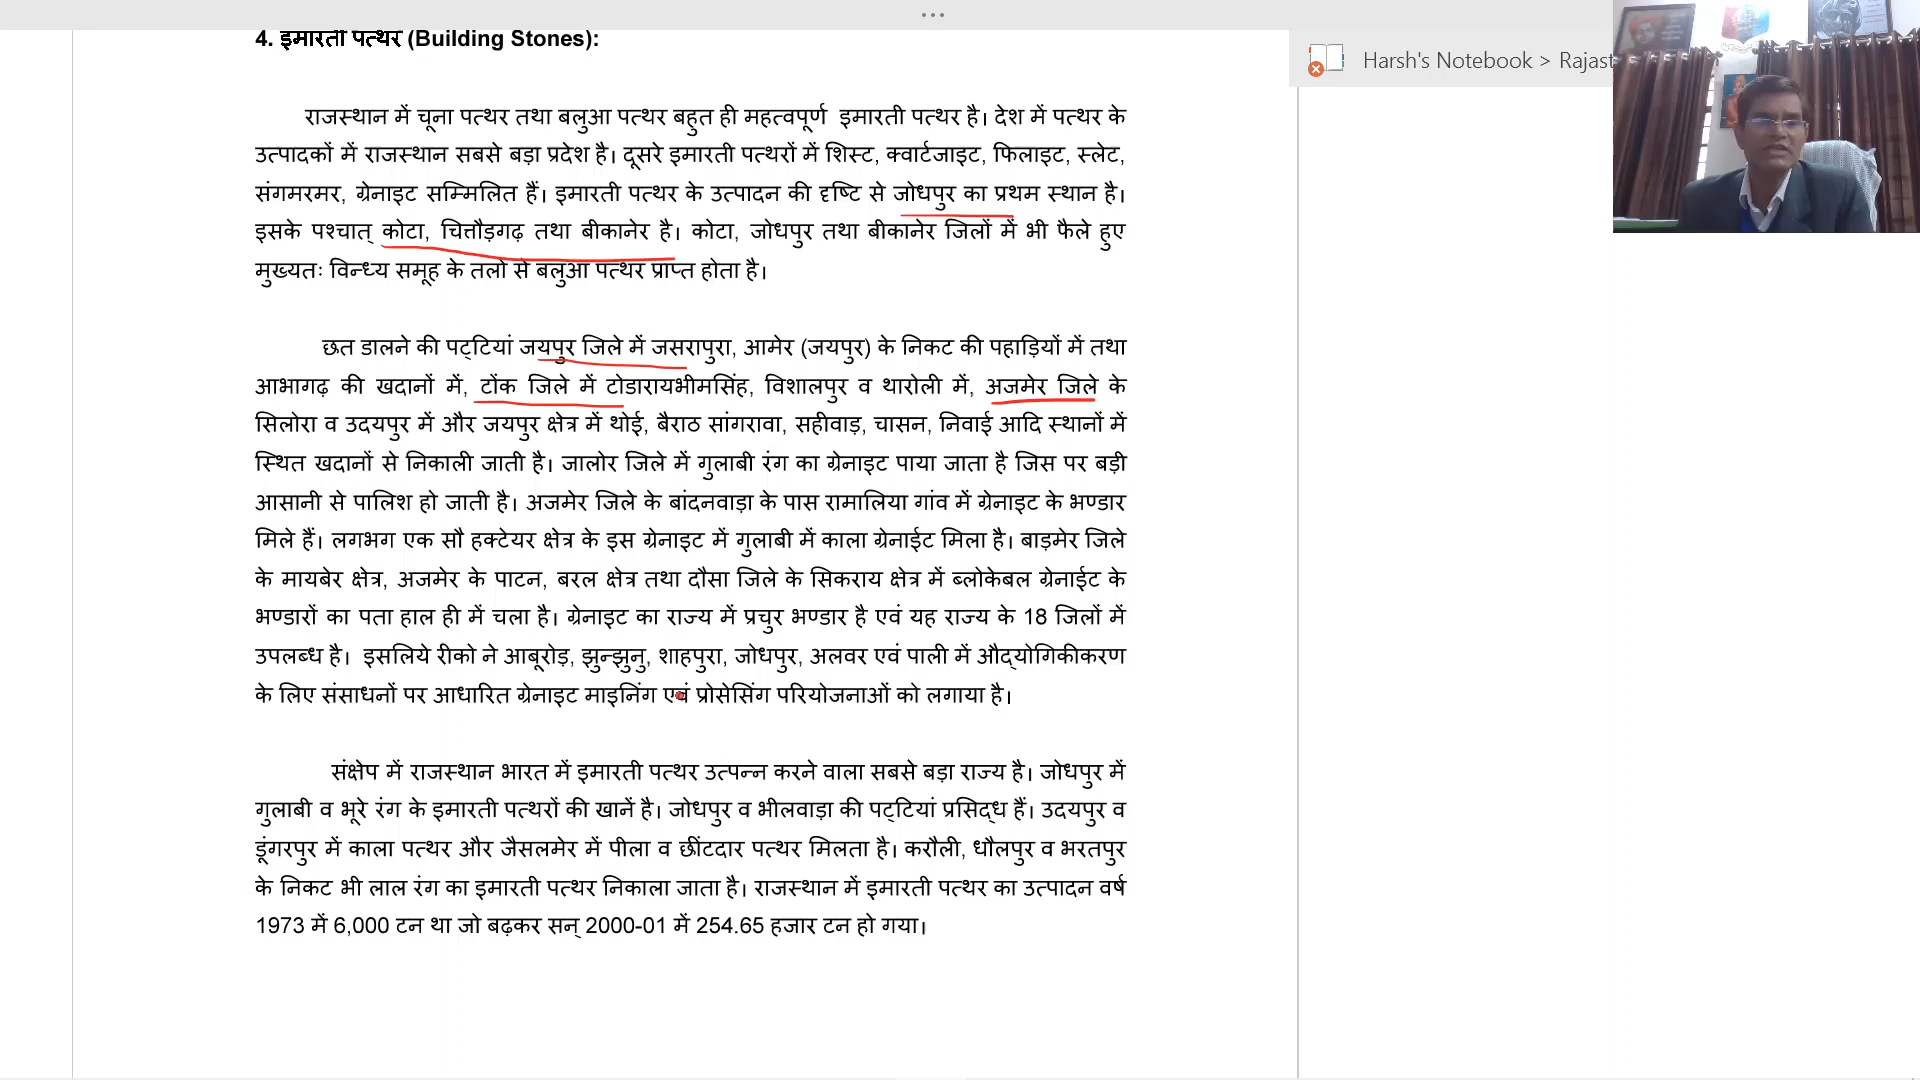 4. इमारती पत्थर (Building Stones):
Harsh's Notebook > Rajast
राजस्थान में चूना पत्थर तथा बलुआ पत्थर बहुत ही महत्वपूर्ण इमारती पत्थर है। देश में पत्थर के
उत्पादकों में राजस्थान सबसे बड़ा प्रदेश है। दूसरे इमारती पत्थरों में शिस्ट, क्वार्टजाइट, फिलाइट, स्लेट,
संगमरमर, ग्रेनाइट सम्मिलित हैं। इमारती पत्थर के उत्पादन की दृष्टि से जोधपुर का प्रथम स्थान है।
इसके पश्चात् कोटा, चित्तौड़गढ़ तथा बीकानेर है। कोटा, जोधपुर तथा बीकानेर जिलों में भी फैले हुए
मुख्यतः विन्ध्य समूह के तलो से बलुआ पत्थर प्राप्त होता है।
छत डालने की पट्टियां जयपुर जिले में जसरापुरा, आमेर (जयपुर) के निकट की पहाड़ियों में तथा
आभागढ़ की खदानों में, टोंक जिले में टोडारायभीमसिंह, विशालपुर व थारोली में, अजमेर जिले के
सिलोरा व उदयपुर में और जयपुर क्षेत्र में थोई, बैराठ सांगरावा, सहीवाड़, चासन, निवाई आदि स्थानों में
स्थित खदानों से निकाली जाती है। जालोर जिले में गुलाबी रंग का ग्रेनाइट पाया जाता है जिस पर बड़ी
आसानी से पालिश हो जाती है। अजमेर जिले के बांदनवाड़ा के पास रामालिया गांव में ग्रेनाइट के भण्डार
मिले हैं। लगभग एक सौ हक्टेयर क्षेत्र के इस ग्रेनाइट में गुलाबी में काला ग्रेनाईट मिला है। बाड़मेर जिले
के मायबेर क्षेत्र, अजमेर के पाटन, बरल क्षेत्र तथा दौसा जिले के सिकराय क्षेत्र में ब्लोकेबल ग्रेनाईट के
भण्डारों का पता हाल ही में चला है। ग्रेनाइट का राज्य में प्रचुर भण्डार है एवं यह राज्य के 18 जिलों में
उपलब्ध है। इसलिये रीको ने आबूरोड़, झुन्झुनु, शाहपुरा, जोधपुर, अलवर एवं पाली में औद्योगिकीकरण
के लिए संसाधनों पर आधारित ग्रेनाइट माइनिंग एवं प्रोसेसिंग परियोजनाओं को लगाया है।
संक्षेप में राजस्थान भारत में इमारती पत्थर उत्पन्न करने वाला सबसे बड़ा राज्य है। जोधपुर में
गुलाबी व भूरे रंग के इमारती पत्थरों की खानें है। जोधपुर व भीलवाड़ा की पट्टियां प्रसिद्ध हैं। उदयपुर व
डूंगरपुर में काला पत्थर और जैसलमेर में पीला व छींटदार पत्थर मिलता है। करौली, धौलपुर व भरतपुर
के निकट भी लाल रंग का इमारती पत्थर निकाला जाता है। राजस्थान में इमारती पत्थर का उत्पादन वर्ष
1973 में 6,000 टन था जो बढ़कर सन् 2000-01 में 254.65 हजार टन हो गया।